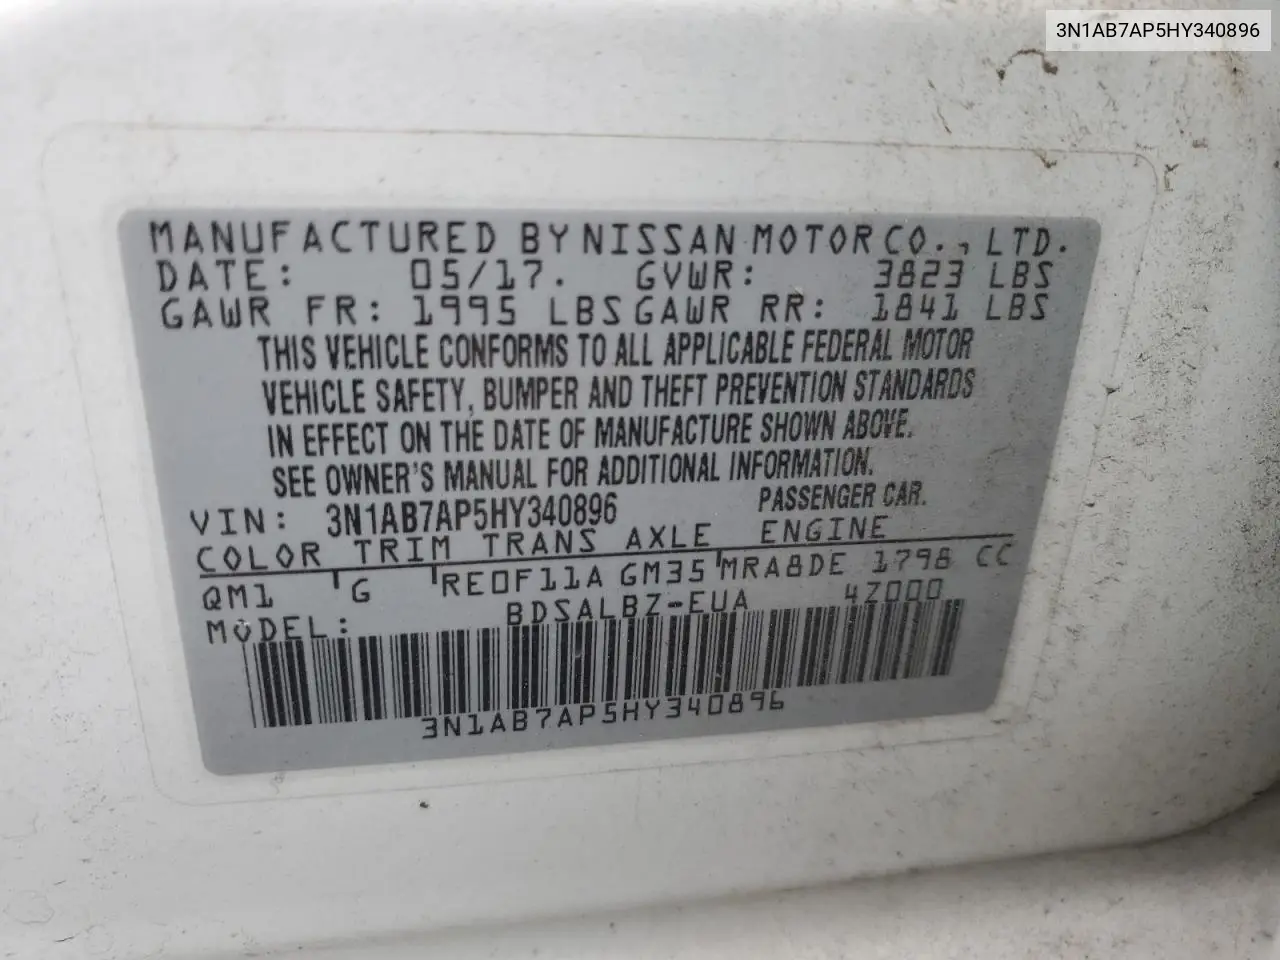 3N1AB7AP5HY340896
MANUFACTURED BY NISSAN MOTOR CO., LTD.
DATE: 05/17. GVWR: 3823 LBS
GAWR FR: 1995 LBS GAWR RR: 1841 LBS
THIS VEHICLE CONFORMS TO ALL APPLICABLE FEDERAL MOTOR
VEHICLE SAFETY, BUMPER AND THEFT PREVENTION STANDARDS
IN EFFECT ON THE DATE OF MANUFACTURE SHOWN ABOVE.
SEE OWNER'S MANUAL FOR ADDITIONAL INFORMATION.
VIN: 3N1AB7AP5HY340896 PASSENGER CAR.
COLOR TRIM TRANS AXLE ENGINE
QM1 G RE0F11A GM35 MRA8DE 1798 CC
MODEL: BDSALBZ-EUA 4Z000
3N1AB7AP5HY340896